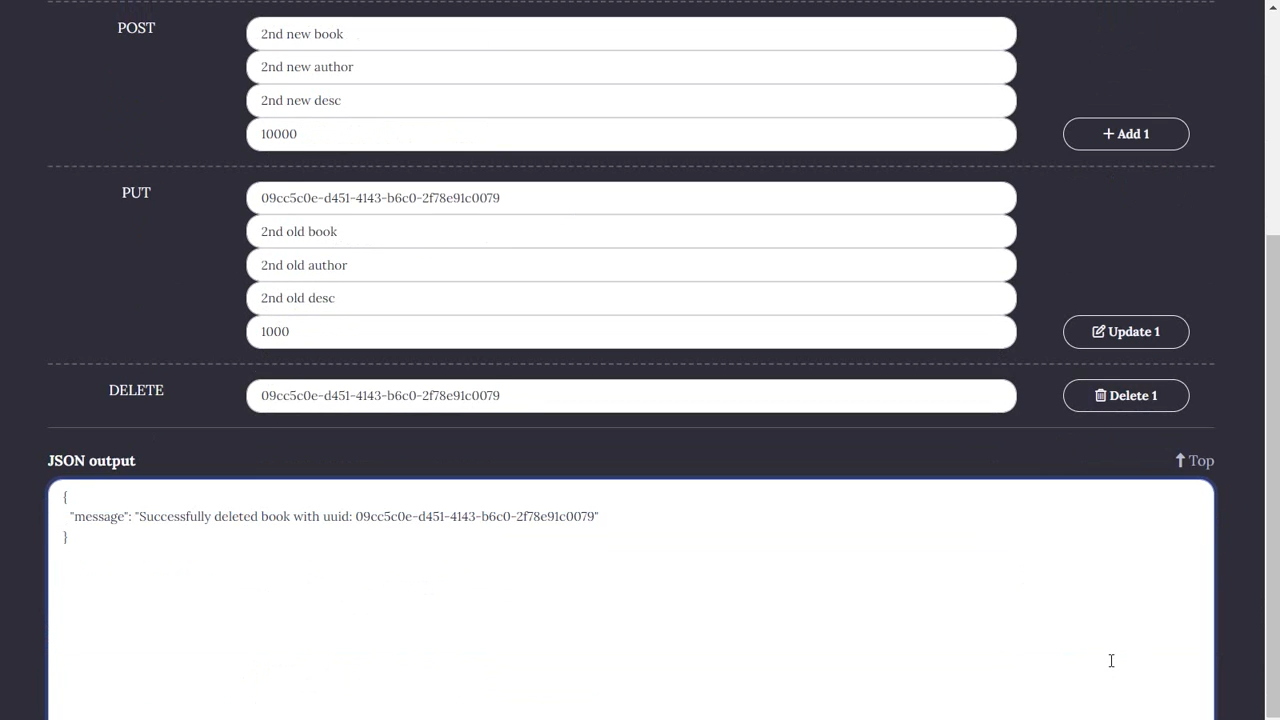 POST
2nd new book
2nd new author
2nd new desc
10000
Add 1
PUT
09cc5c0e-d451-4143-b6c0-2f78e91c0079
2nd old book
2nd old author
2nd old desc
1000
Update 1
DELETE
09cc5c0e-d451-4143-b6c0-2f78e91c0079
Delete 1
JSON output
Top
{
"message": "Successfully deleted book with uuid: 09cc5c0e-d451-4143-b6c0-2f78e91c0079"
}